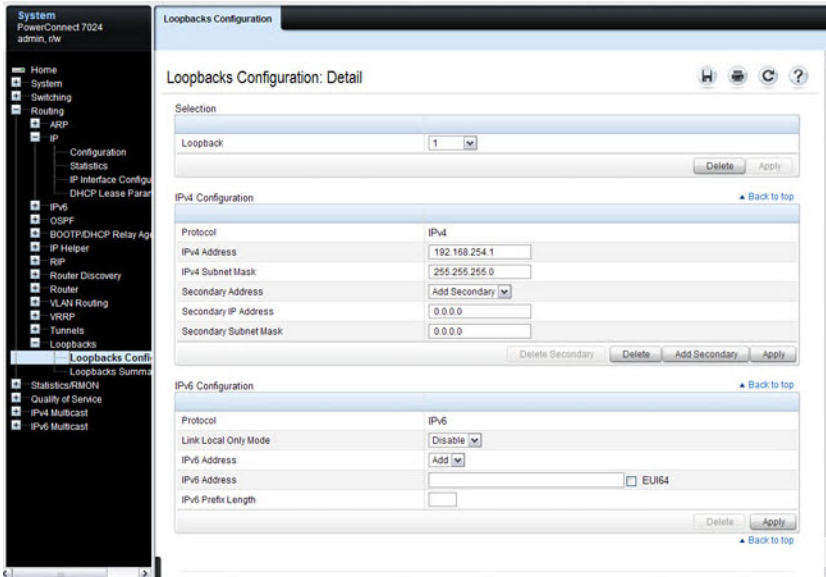 System
PowerConnect 7024
admin, r/w
Home
System
Switching
Routing
ARP
IP
Configuration
Statistics
IP Interface Configu
DHCP Lease Param
IPv6
OSPF
BOOTP/DHCP Relay Age
IP Helper
RIP
Router Discovery
Router
VLAN Routing
VRRP
Tunnels
Loopbacks
Loopbacks Confi
Loopbacks Summa
Statistics/RMON
Quality of Service
IPv4 Multicast
IPv6 Multicast
Loopbacks Configuration
Loopbacks Configuration: Detail
Selection
Loopback 1
Delete Apply
IPv4 Configuration Back to top
Protocol IPv4
IPv4 Address 192.168.254.1
IPv4 Subnet Mask 255.255.255.0
Secondary Address Add Secondary
Secondary IP Address 0.0.0.0
Secondary Subnet Mask 0.0.0.0
Delete Secondary Delete Add Secondary Apply
IPv6 Configuration Back to top
Protocol IPv6
Link Local Only Mode Disable
IPv6 Address Add
IPv6 Address EUI64
IPv6 Prefix Length
Delete Apply
Back to top